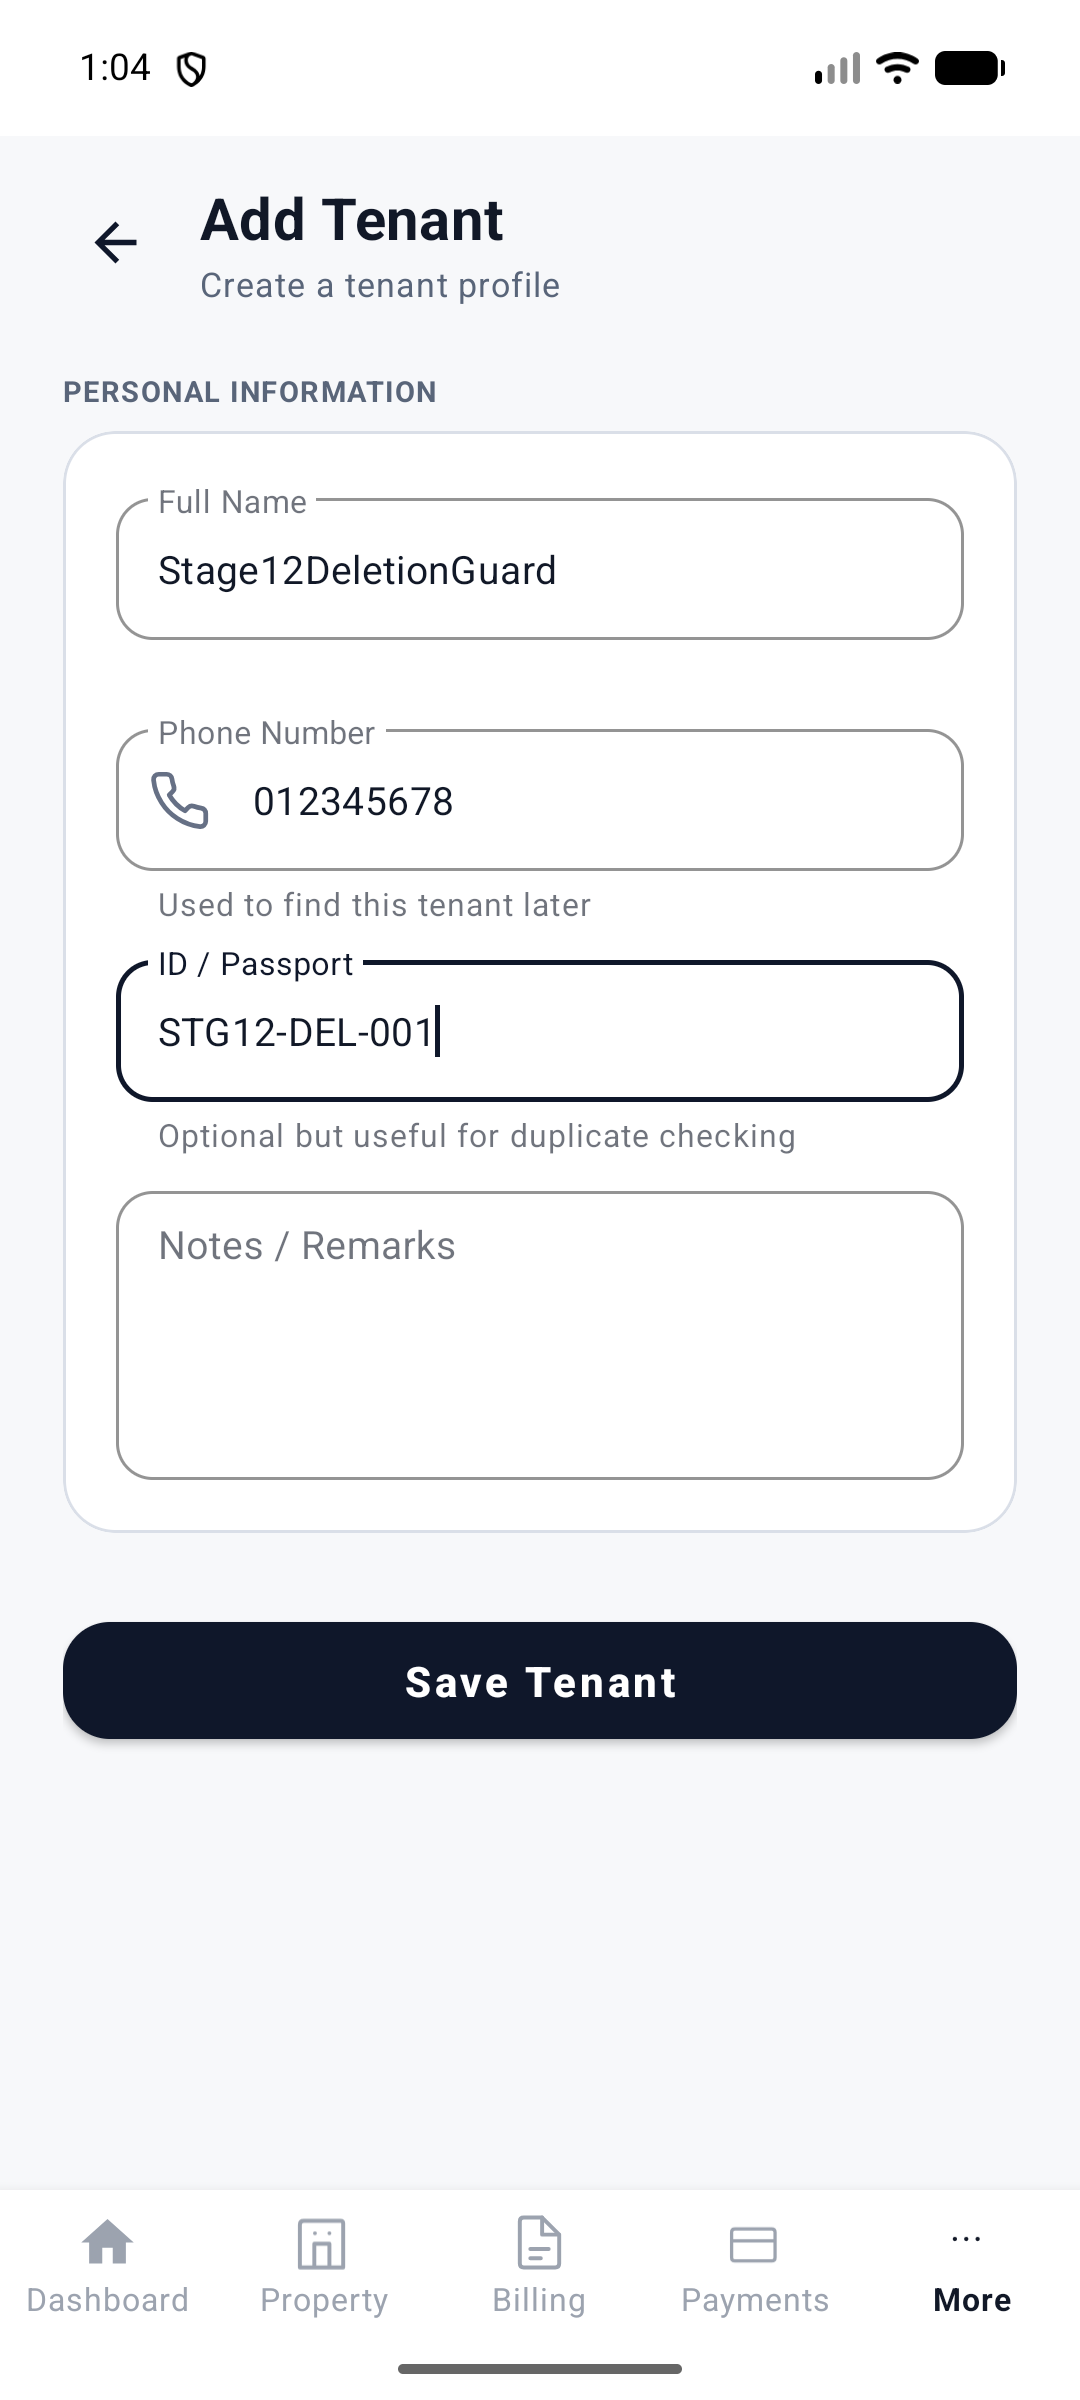 1:04
Add Tenant
Create a tenant profile
PERSONAL INFORMATION
Full Name
Stage12DeletionGuard
Phone Number
012345678
Used to find this tenant later
ID / Passport
STG12-DEL-001
Optional but useful for duplicate checking
Notes / Remarks
Save Tenant
Dashboard
Property
Billing
Payments
More